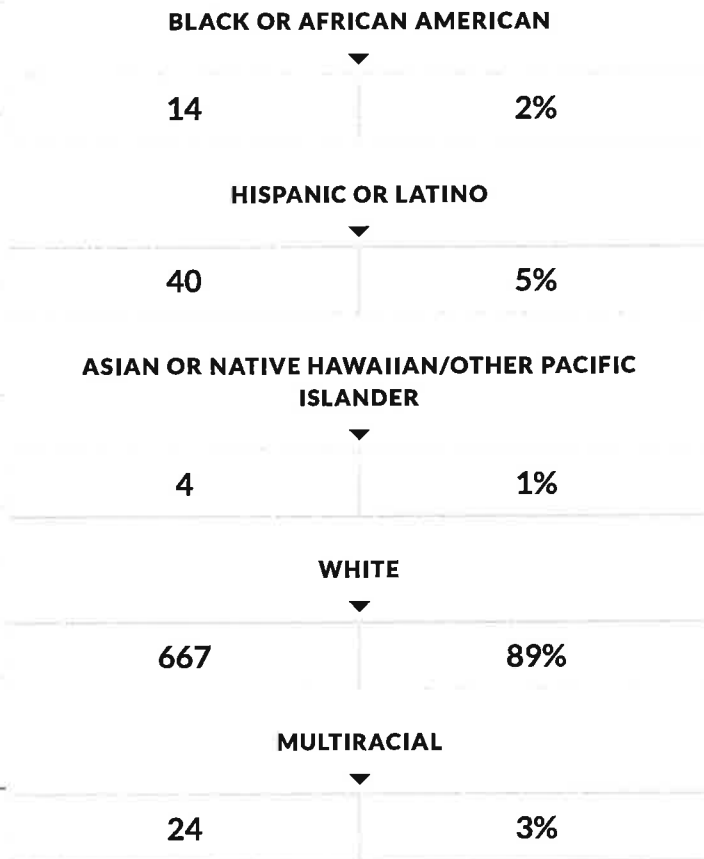 BLACK OR AFRICAN AMERICAN
14 2%
HISPANIC OR LATINO
40 5%
ASIAN OR NATIVE HAWAIIAN/OTHER PACIFIC
ISLANDER
4 1%
WHITE
667 89%
MULTIRACIAL
24 3%